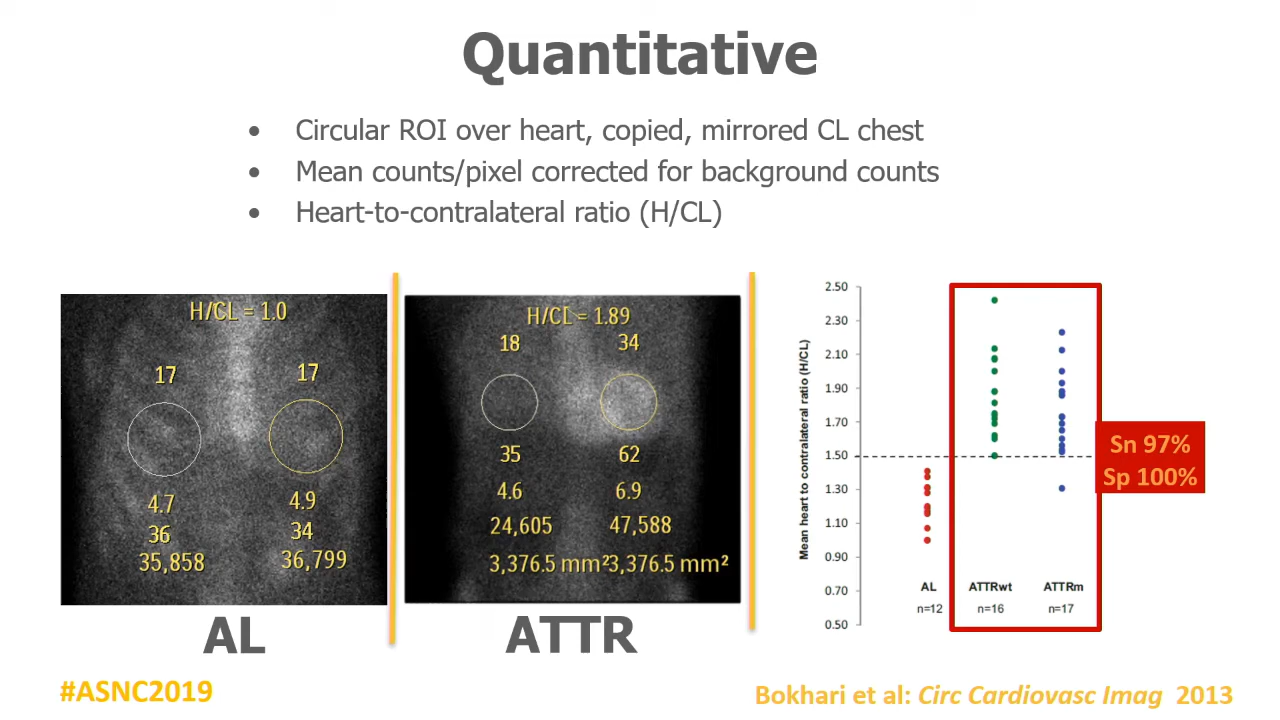 Quantitative
• Circular ROI over heart, copied, mirrored CL chest
• Mean counts/pixel corrected for background counts
• Heart-to-contralateral ratio (H/CL)
H/CL = 1.0
17 17
4.7 4.9
36 34
35,858 36,799
AL
H/CL = 1.89
18 34
35 62
4.6 6.9
24,605 47,588
3,376.5 mm² 3,376.5 mm²
ATTR
Mean heart to contralateral ratio (H/CL)
2.50
2.30
2.10
1.90
1.70
1.50
1.30
1.10
0.90
0.70
0.50
AL ATTRwt ATTRm
n=12 n=16 n=17
Sn 97%
Sp 100%
#ASNC2019
Bokhari et al: Circ Cardiovasc Imag 2013